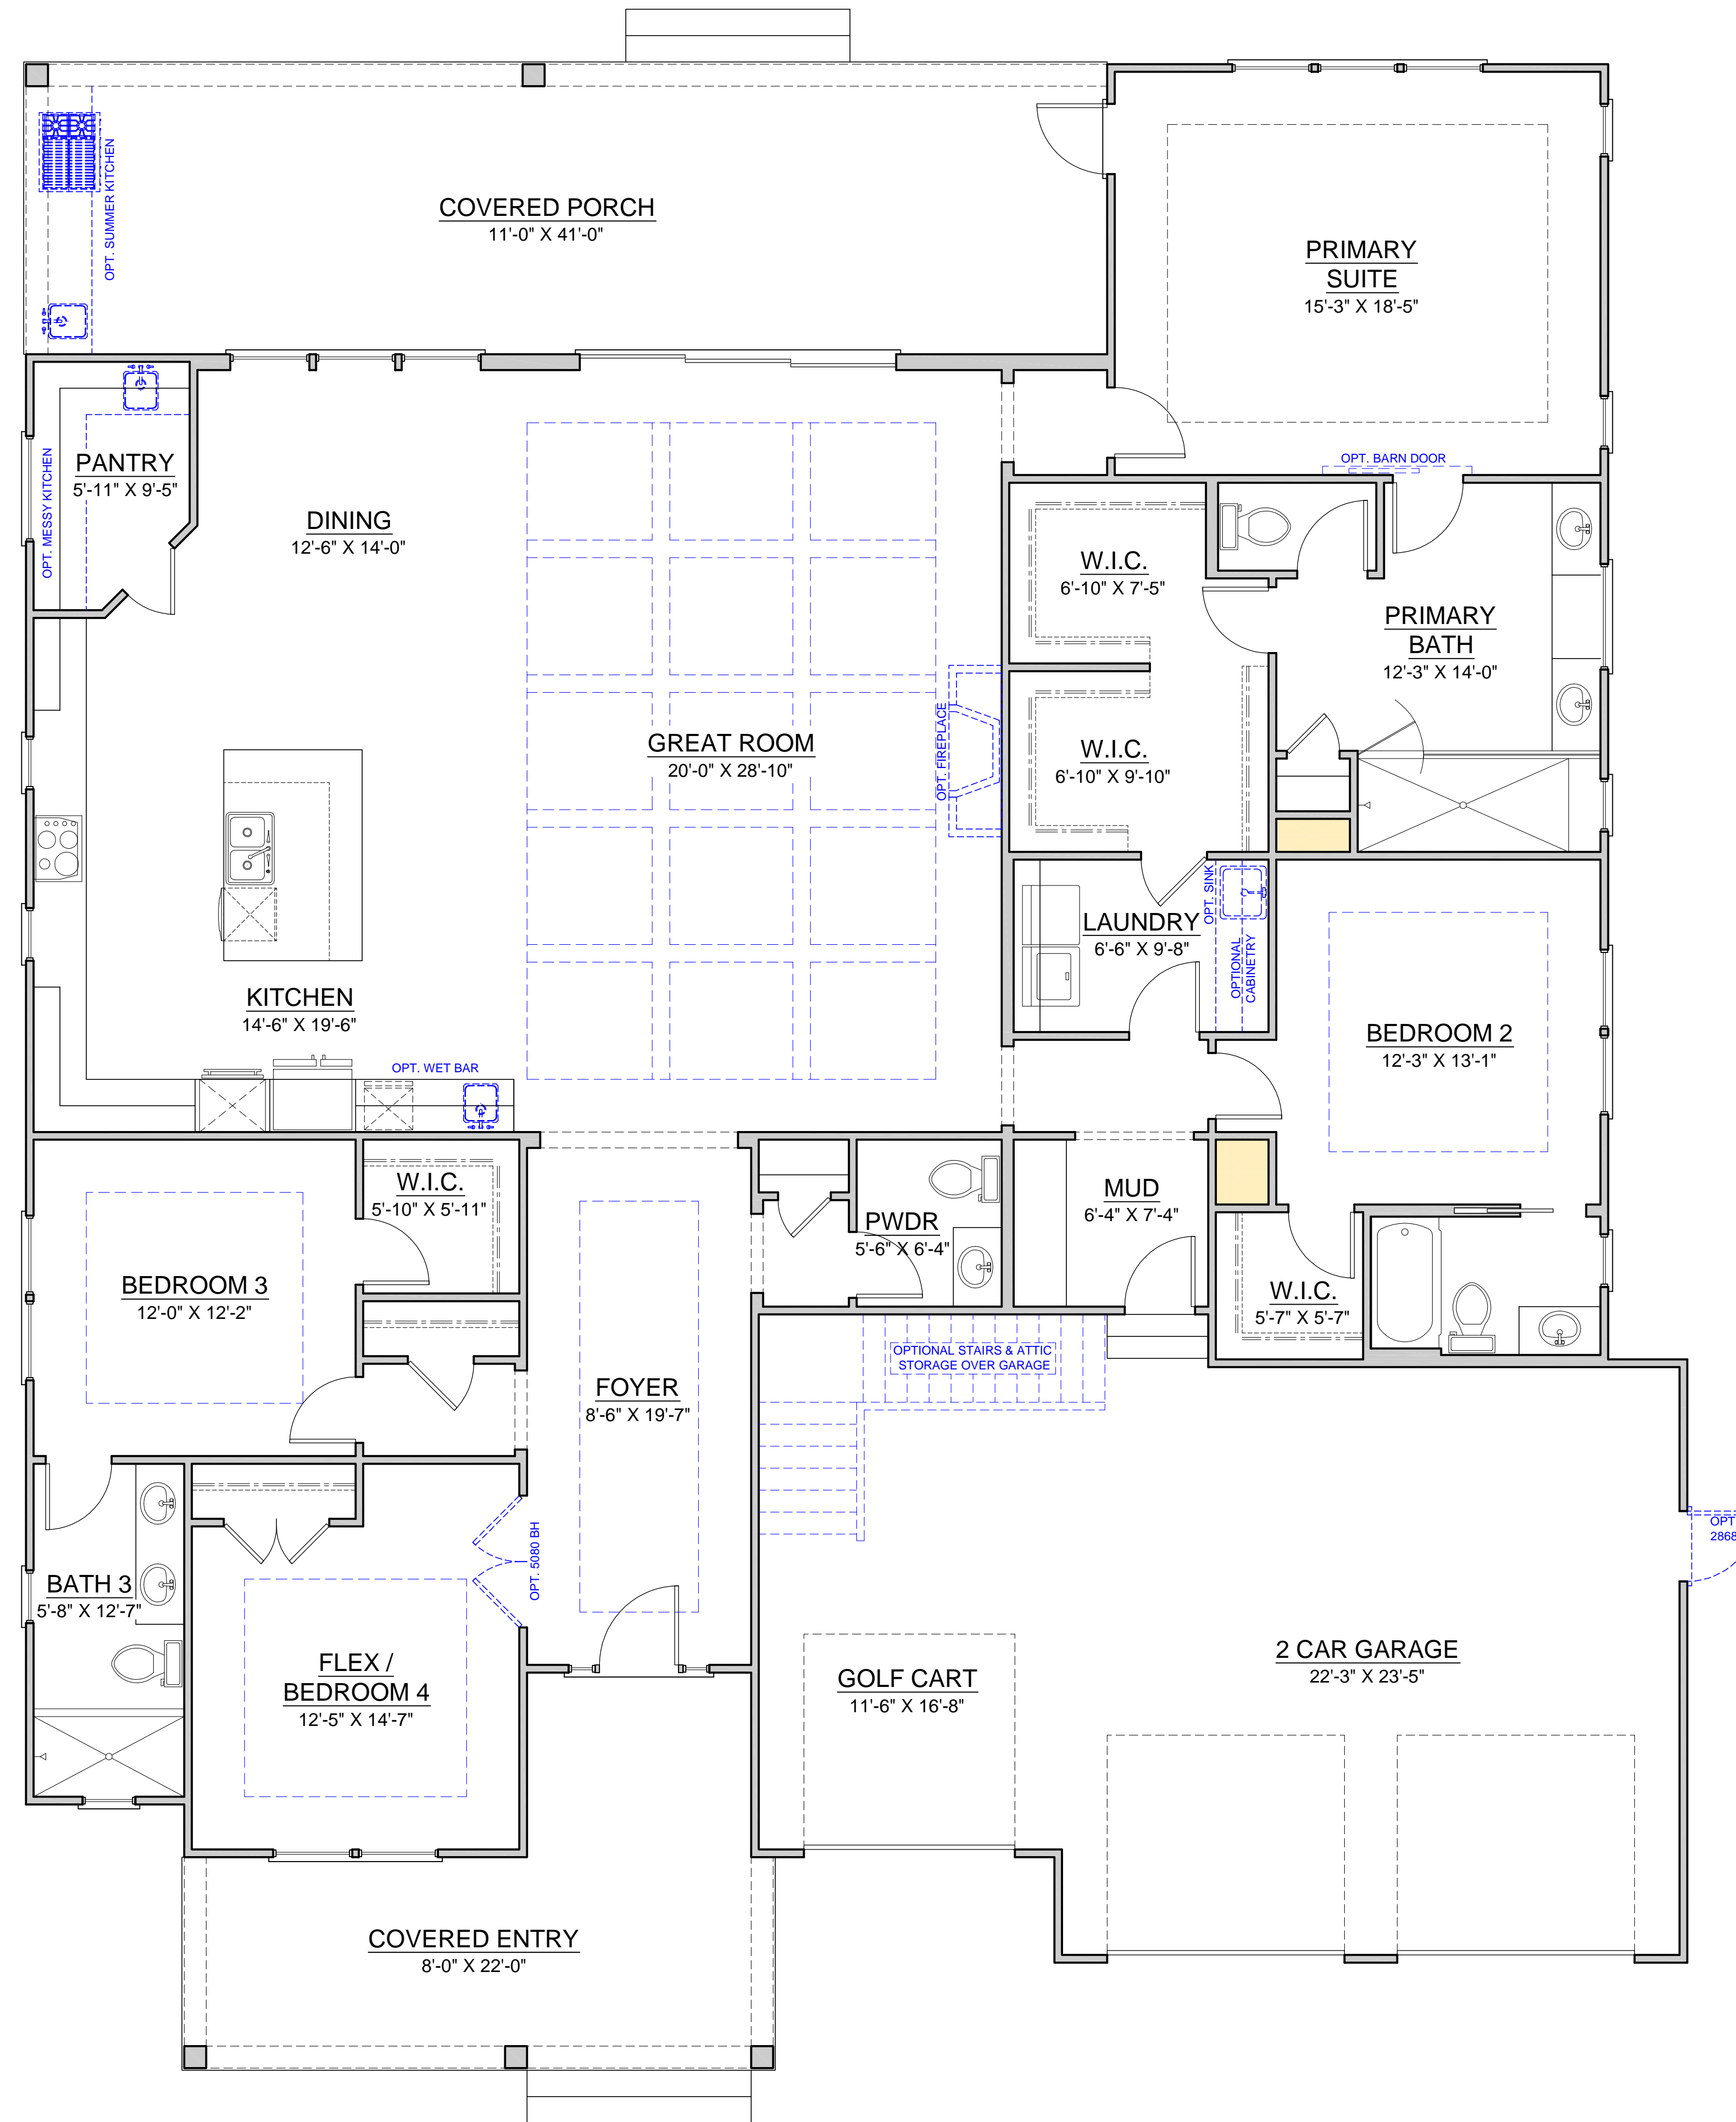 OPT. SUMMER KITCHEN
COVERED PORCH
11'-0" X 41'-0"
PRIMARY
SUITE
15'-3" X 18'-5"
OPT. BARN DOOR
OPT. MESSY KITCHEN
PANTRY
5'-11" X 9'-5"
DINING
12'-6" X 14'-0"
W.I.C.
6'-10" X 7'-5"
PRIMARY
BATH
12'-3" X 14'-0"
GREAT ROOM
20'-0" X 28'-10"
OPT. FIREPLACE
W.I.C.
6'-10" X 9'-10"
LAUNDRY
6'-6" X 9'-8"
OPT. SINK
OPTIONAL
CABINETRY
KITCHEN
14'-6" X 19'-6"
OPT. WET BAR
BEDROOM 2
12'-3" X 13'-1"
W.I.C.
5'-10" X 5'-11"
PWDR
5'-6" X 6'-4"
MUD
6'-4" X 7'-4"
BEDROOM 3
12'-0" X 12'-2"
W.I.C.
5'-7" X 5'-7"
OPTIONAL STAIRS & ATTIC
STORAGE OVER GARAGE
FOYER
8'-6" X 19'-7"
OPT. 5080 BH
OPT
2868
BATH 3
5'-8" X 12'-7"
FLEX /
BEDROOM 4
12'-5" X 14'-7"
GOLF CART
11'-6" X 16'-8"
2 CAR GARAGE
22'-3" X 23'-5"
COVERED ENTRY
8'-0" X 22'-0"